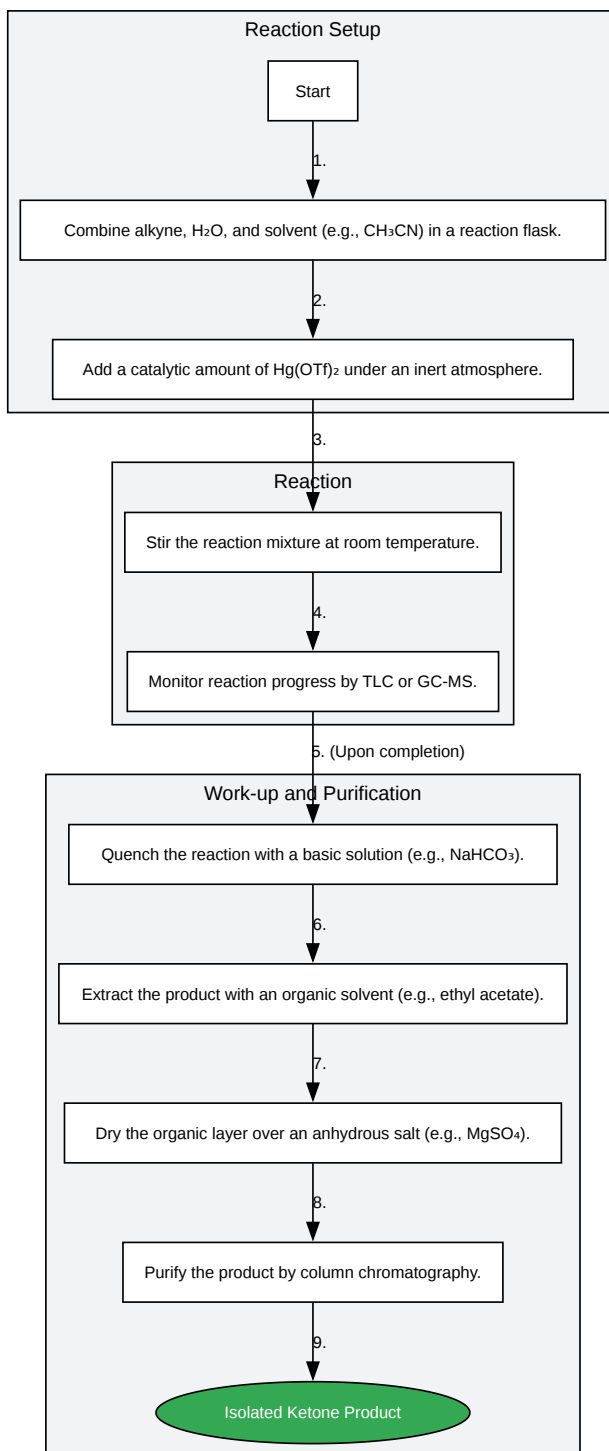 Reaction Setup
Start
1.
Combine alkyne, H₂O, and solvent (e.g., CH₃CN) in a reaction flask.
2.
Add a catalytic amount of Hg(OTf)₂ under an inert atmosphere.
3.
Reaction
Stir the reaction mixture at room temperature.
4.
Monitor reaction progress by TLC or GC-MS.
5. (Upon completion)
Work-up and Purification
Quench the reaction with a basic solution (e.g., NaHCO₃).
6.
Extract the product with an organic solvent (e.g., ethyl acetate).
7.
Dry the organic layer over an anhydrous salt (e.g., MgSO₄).
8.
Purify the product by column chromatography.
9.
Isolated Ketone Product